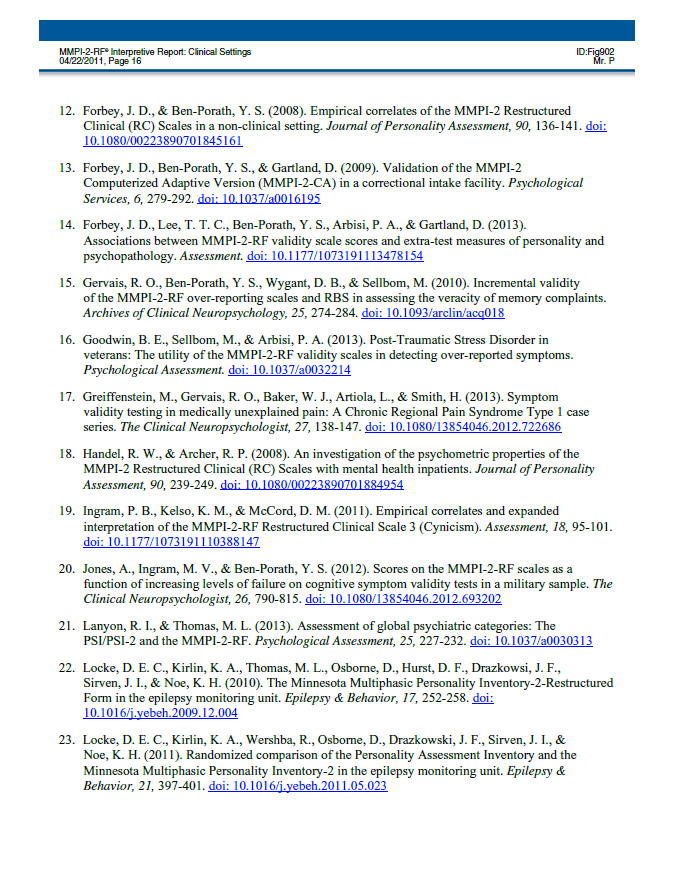 MMPI-2-RF® Interpretive Report: Clinical Settings ID:Fig902
04/22/2011, Page 16 Mr. P
12. Forbey, J. D., & Ben-Porath, Y. S. (2008). Empirical correlates of the MMPI-2 Restructured
Clinical (RC) Scales in a non-clinical setting. Journal of Personality Assessment, 90, 136-141. doi:
10.1080/00223890701845161
13. Forbey, J. D., Ben-Porath, Y. S., & Gartland, D. (2009). Validation of the MMPI-2
Computerized Adaptive Version (MMPI-2-CA) in a correctional intake facility. Psychological
Services, 6, 279-292. doi: 10.1037/a0016195
14. Forbey, J. D., Lee, T. T. C., Ben-Porath, Y. S., Arbisi, P. A., & Gartland, D. (2013).
Associations between MMPI-2-RF validity scale scores and extra-test measures of personality and
psychopathology. Assessment. doi: 10.1177/1073191113478154
15. Gervais, R. O., Ben-Porath, Y. S., Wygant, D. B., & Sellbom, M. (2010). Incremental validity
of the MMPI-2-RF over-reporting scales and RBS in assessing the veracity of memory complaints.
Archives of Clinical Neuropsychology, 25, 274-284. doi: 10.1093/arclin/acq018
16. Goodwin, B. E., Sellbom, M., & Arbisi, P. A. (2013). Post-Traumatic Stress Disorder in
veterans: The utility of the MMPI-2-RF validity scales in detecting over-reported symptoms.
Psychological Assessment. doi: 10.1037/a0032214
17. Greiffenstein, M., Gervais, R. O., Baker, W. J., Artiola, L., & Smith, H. (2013). Symptom
validity testing in medically unexplained pain: A Chronic Regional Pain Syndrome Type 1 case
series. The Clinical Neuropsychologist, 27, 138-147. doi: 10.1080/13854046.2012.722686
18. Handel, R. W., & Archer, R. P. (2008). An investigation of the psychometric properties of the
MMPI-2 Restructured Clinical (RC) Scales with mental health inpatients. Journal of Personality
Assessment, 90, 239-249. doi: 10.1080/00223890701884954
19. Ingram, P. B., Kelso, K. M., & McCord, D. M. (2011). Empirical correlates and expanded
interpretation of the MMPI-2-RF Restructured Clinical Scale 3 (Cynicism). Assessment, 18, 95-101.
doi: 10.1177/1073191110388147
20. Jones, A., Ingram, M. V., & Ben-Porath, Y. S. (2012). Scores on the MMPI-2-RF scales as a
function of increasing levels of failure on cognitive symptom validity tests in a military sample. The
Clinical Neuropsychologist, 26, 790-815. doi: 10.1080/13854046.2012.693202
21. Lanyon, R. I., & Thomas, M. L. (2013). Assessment of global psychiatric categories: The
PSI/PSI-2 and the MMPI-2-RF. Psychological Assessment, 25, 227-232. doi: 10.1037/a0030313
22. Locke, D. E. C., Kirlin, K. A., Thomas, M. L., Osborne, D., Hurst, D. F., Drazkowsi, J. F.,
Sirven, J. I., & Noe, K. H. (2010). The Minnesota Multiphasic Personality Inventory-2-Restructured
Form in the epilepsy monitoring unit. Epilepsy & Behavior, 17, 252-258. doi:
10.1016/j.yebeh.2009.12.004
23. Locke, D. E. C., Kirlin, K. A., Wershba, R., Osborne, D., Drazkowski, J. F., Sirven, J. I., &
Noe, K. H. (2011). Randomized comparison of the Personality Assessment Inventory and the
Minnesota Multiphasic Personality Inventory-2 in the epilepsy monitoring unit. Epilepsy &
Behavior, 21, 397-401. doi: 10.1016/j.yebeh.2011.05.023